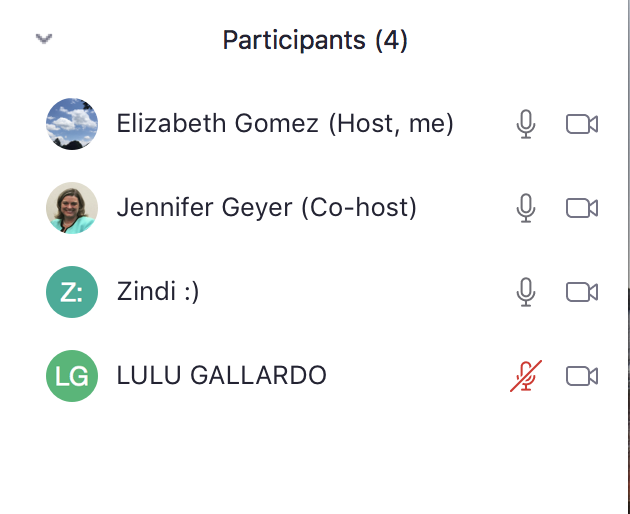 Participants (4)
Elizabeth Gomez (Host, me)
Jennifer Geyer (Co-host)
Z: Zindi :)
LG LULU GALLARDO